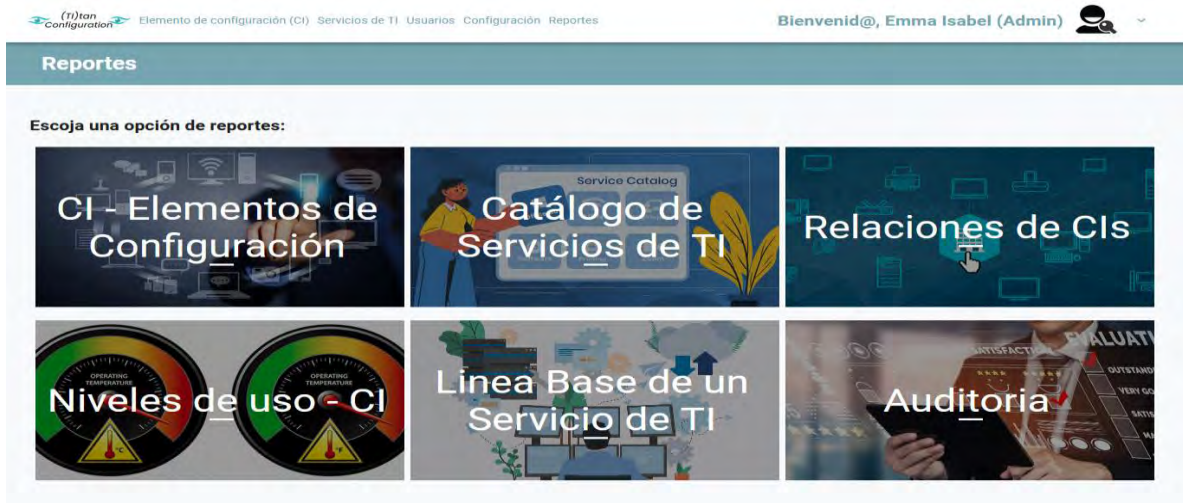 (TI)tan
Configuration
Elemento de configuración (CI) Servicios de TI Usuarios Configuración Reportes
Bienvenid@, Emma Isabel (Admin)
Reportes
Escoja una opción de reportes:
CI - Elementos de
Configuración
Service Catalog
Catálogo de
Servicios de TI
Relaciones de CIs
OPERATING
TEMPERATURE
OPERATING
TEMPERATURE
Niveles de uso - CI
°C
°F
Linea Base de un
Servicio de TI
EVALUATI
SATISFACTION
OUTSTAND
VERY GO
SATIS
Auditoria